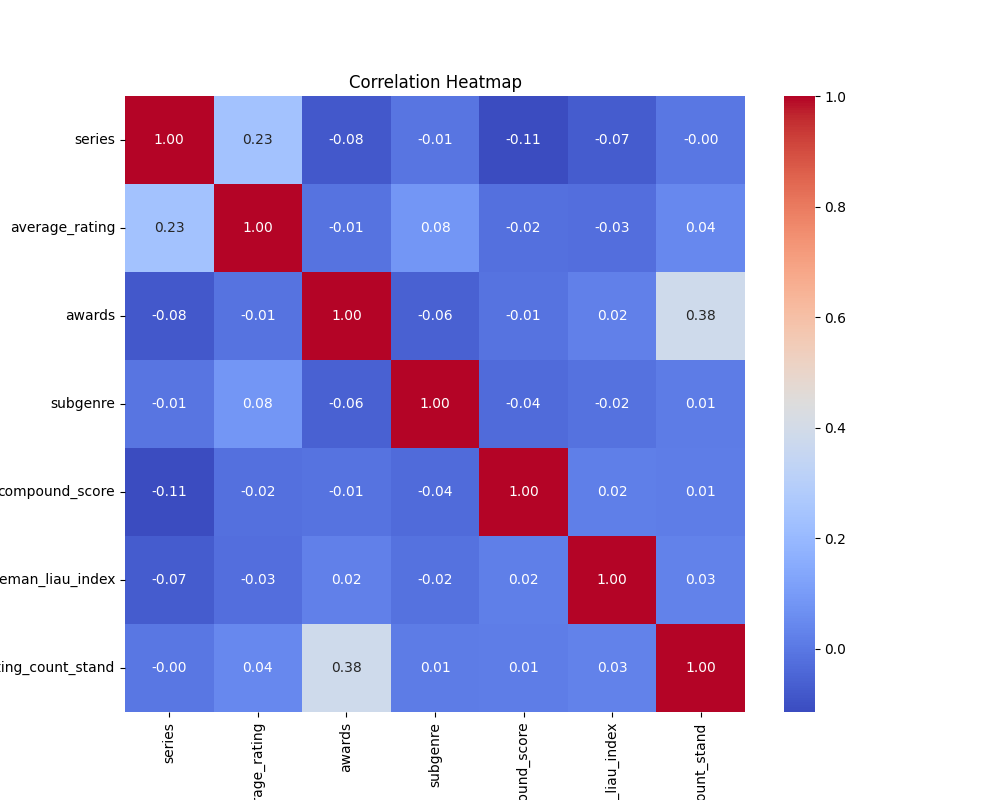 Correlation Heatmap
series 1.00 0.23 -0.08 -0.01 -0.11 -0.07 -0.00
average_rating 0.23 1.00 -0.01 0.08 -0.02 -0.03 0.04
awards -0.08 -0.01 1.00 -0.06 -0.01 0.02 0.38
subgenre -0.01 0.08 -0.06 1.00 -0.04 -0.02 0.01
compound_score -0.11 -0.02 -0.01 -0.04 1.00 0.02 0.01
eman_liau_index -0.07 -0.03 0.02 -0.02 0.02 1.00 0.03
ting_count_stand -0.00 0.04 0.38 0.01 0.01 0.03 1.00
series
rage_rating
awards
subgenre
ound_score
_liau_index
ount_stand
1.0
0.8
0.6
0.4
0.2
0.0